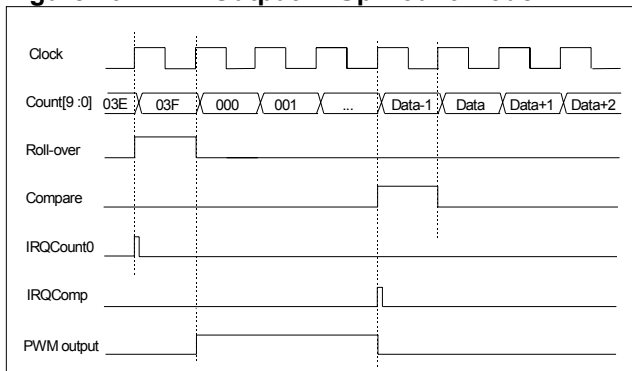 Clock
Count[9 :0] 03E 03F 000 001 ... Data-1 Data Data+1 Data+2
Roll-over
Compare
IRQCount0
IRQComp
PWM output